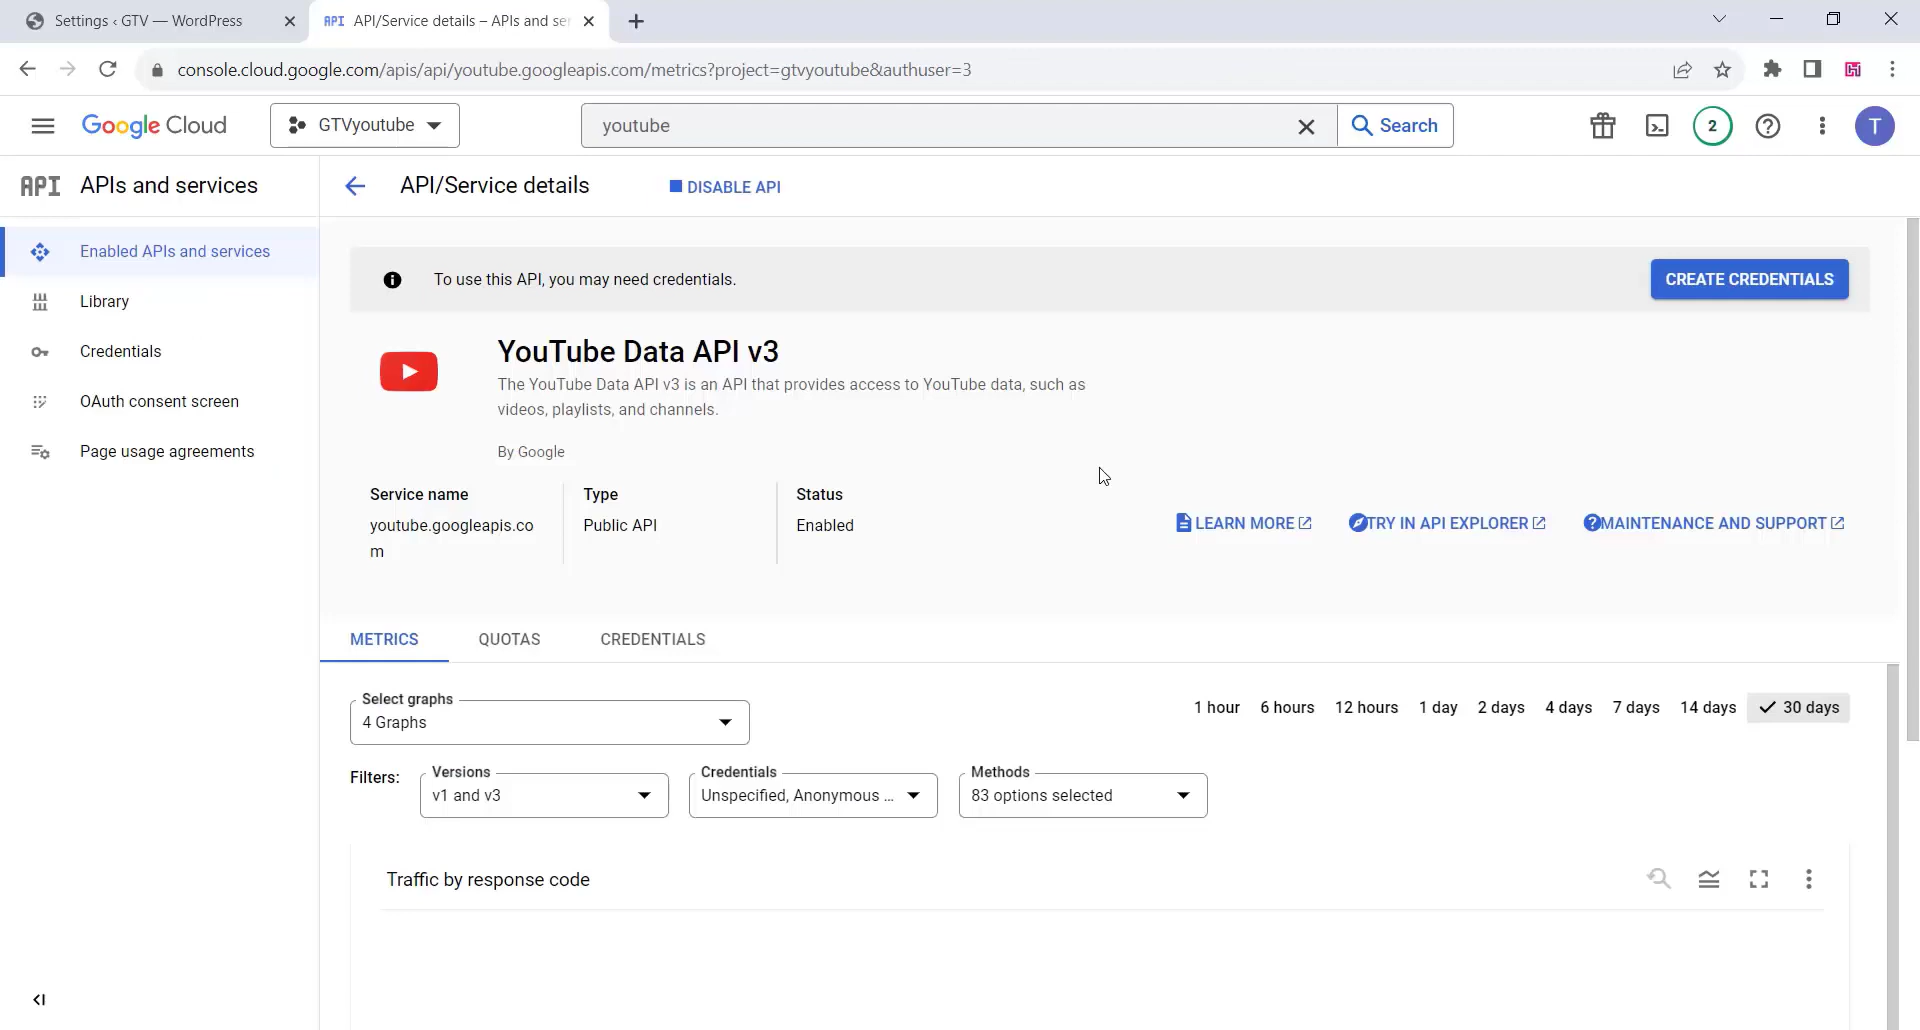 Settings ‹ GTV — WordPress
API API/Service details – APIs and se
console.cloud.google.com/apis/api/youtube.googleapis.com/metrics?project=gtvyoutube&authuser=3
Google Cloud
GTVyoutube
youtube
Search
2
T
API APIs and services
API/Service details
DISABLE API
Enabled APIs and services
Library
Credentials
OAuth consent screen
Page usage agreements
To use this API, you may need credentials.
CREATE CREDENTIALS
YouTube Data API v3
The YouTube Data API v3 is an API that provides access to YouTube data, such as
videos, playlists, and channels.
By Google
Service name
youtube.googleapis.co
m
Type
Public API
Status
Enabled
LEARN MORE
TRY IN API EXPLORER
MAINTENANCE AND SUPPORT
METRICS
QUOTAS
CREDENTIALS
Select graphs
4 Graphs
1 hour
6 hours
12 hours
1 day
2 days
4 days
7 days
14 days
30 days
Filters:
Versions
v1 and v3
Credentials
Unspecified, Anonymous ...
Methods
83 options selected
Traffic by response code